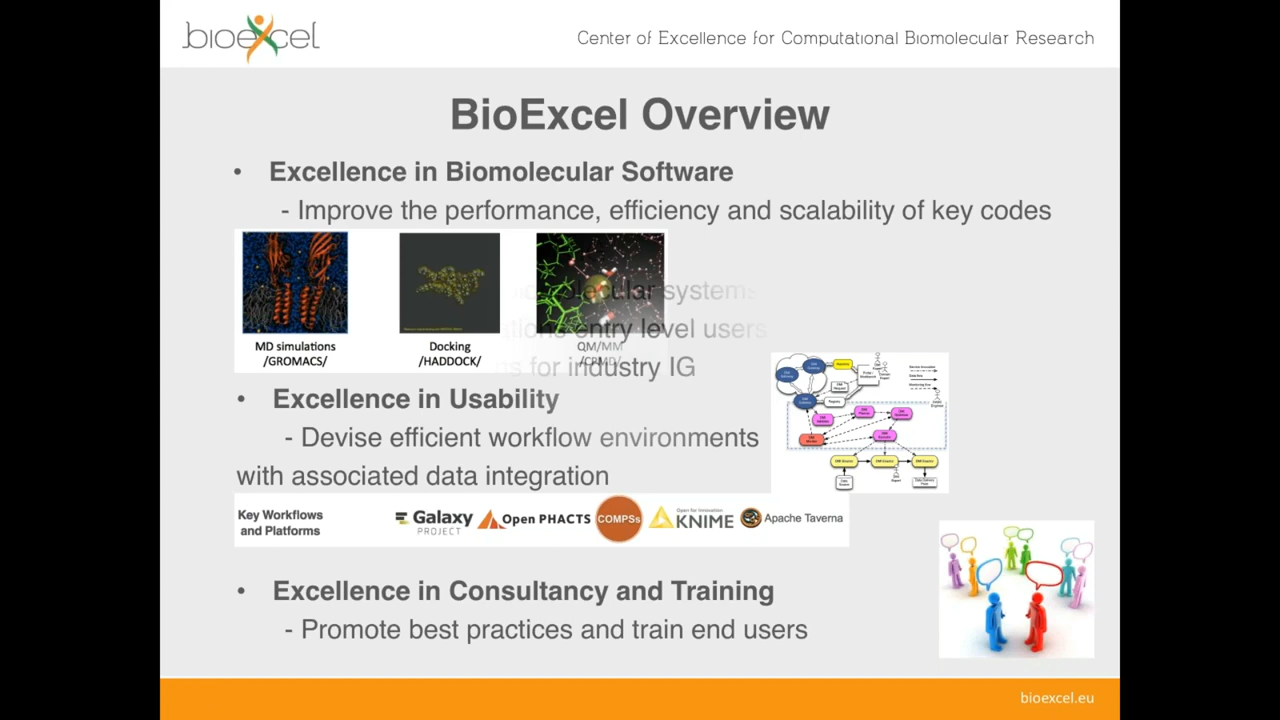 bioexcel
Center of Excellence for Computational Biomolecular Research
BioExcel Overview
• Excellence in Biomolecular Software
- Improve the performance, efficiency and scalability of key codes
MD simulations
/GROMACS/
Docking
/HADDOCK/
QM/MM
/CPMD/
systems
entry level users
for industry IG
• Excellence in Usability
- Devise efficient workflow environments
with associated data integration
Key Workflows
and Platforms
Galaxy
PROJECT
Open PHACTS
COMPSs
Open for Innovation
KNIME
Apache Taverna
• Excellence in Consultancy and Training
- Promote best practices and train end users
bioexcel.eu